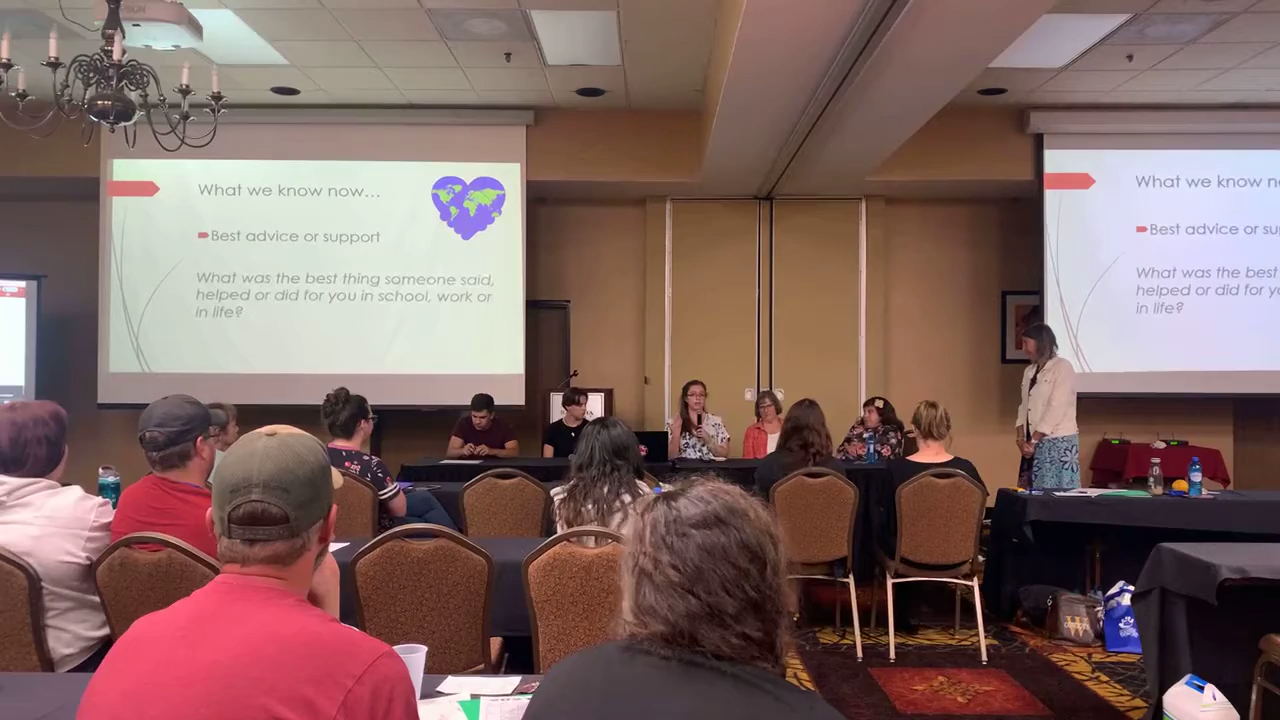 What we know now...
Best advice or support
What was the best thing someone said,
helped or did for you in school, work or
in life?
What we know n
Best advice or su
What was the best
helped or did for yo
in life?